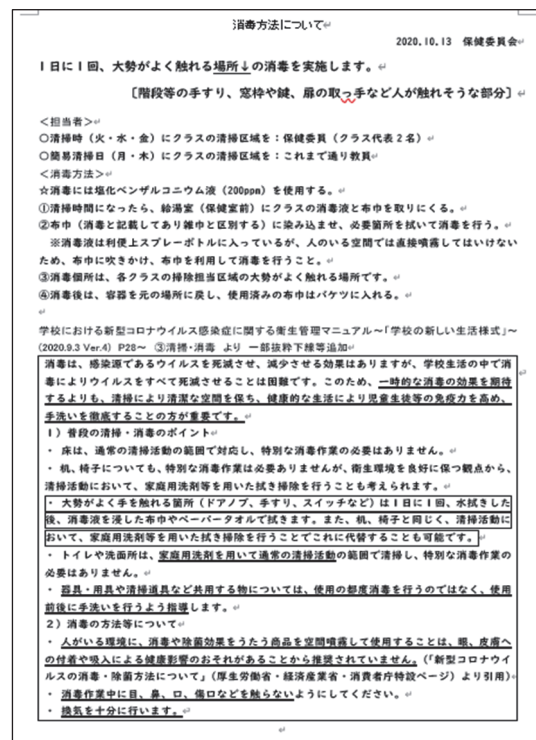 消毒方法について
2020.10.13　保健委員会
1日に1回、大勢がよく触れる場所↓の消毒を実施します。
[階段等の手すり、窓枠や鍵、扉の取っ手など人が触れそうな部分]
＜担当者＞
○清掃時（火・水・金）にクラスの清掃区域を：保健委員（クラス代表2名）
○簡易清掃日（月・木）にクラスの清掃区域を：これまで通り教員
＜消毒方法＞
☆消毒には塩化ベンザルコニウム液（200ppm）を使用する。
①清掃時間になったら、給湯室（保健室前）にクラスの消毒液と布巾を取りにくる。
②布巾（消毒と記載してあり雑巾と区別する）に染み込ませ、必要箇所を拭いて消毒を行う。
※消毒液は利便上スプレーボトルに入っているが、人のいる空間では直接噴霧してはいけない
ため、布巾に吹きかけ、布巾を利用して消毒を行うこと。
③消毒個所は、各クラスの掃除担当区域の大勢がよく触れる場所です。
④消毒後は、容器を元の場所に戻し、使用済みの布巾はバケツに入れる。
学校における新型コロナウイルス感染症に関する衛生管理マニュアル～「学校の新しい生活様式」～
(2020.9.3 Ver.4)　P28～　③清掃・消毒　より　一部抜粋下線等追加
消毒は、感染源であるウイルスを死滅させ、減少させる効果はありますが、学校生活の中で消
毒によりウイルスをすべて死滅させることは困難です。このため、一時的な消毒の効果を期待
するよりも、清掃により清潔な空間を保ち、健康的な生活により児童生徒等の免疫力を高め、
手洗いを徹底することの方が重要です。
1）普段の清掃・消毒のポイント
・ 床は、通常の清掃活動の範囲で対応し、特別な消毒作業の必要はありません。
・ 机、椅子についても、特別な消毒作業は必要ありませんが、衛生環境を良好に保つ観点から、
清掃活動において、家庭用洗剤等を用いた拭き掃除を行うことも考えられます。
・ 大勢がよく手を触れる箇所（ドアノブ、手すり、スイッチなど）は1日に1回、水拭きした
後、消毒液を浸した布巾やペーパータオルで拭きます。また、机、椅子と同じく、清掃活動に
おいて、家庭用洗剤等を用いた拭き掃除を行うことでこれに代替することも可能です。
・ トイレや洗面所は、家庭用洗剤を用いて通常の清掃活動の範囲で清掃し、特別な消毒作業の
必要はありません。
・ 器具・用具や清掃道具など共用する物については、使用の都度消毒を行うのではなく、使用
前後に手洗いを行うよう指導します。
2）消毒の方法等について
・ 人がいる環境に、消毒や除菌効果をうたう商品を空間噴霧して使用することは、眼、皮膚へ
の付着や吸入による健康影響のおそれがあることから推奨されていません。（「新型コロナウイ
ルスの消毒・除菌方法について」（厚生労働省・経済産業省・消費者庁特設ページ）より引用）
・ 消毒作業中に目、鼻、口、傷口などを触らないようにしてください。
・ 換気を十分に行います。